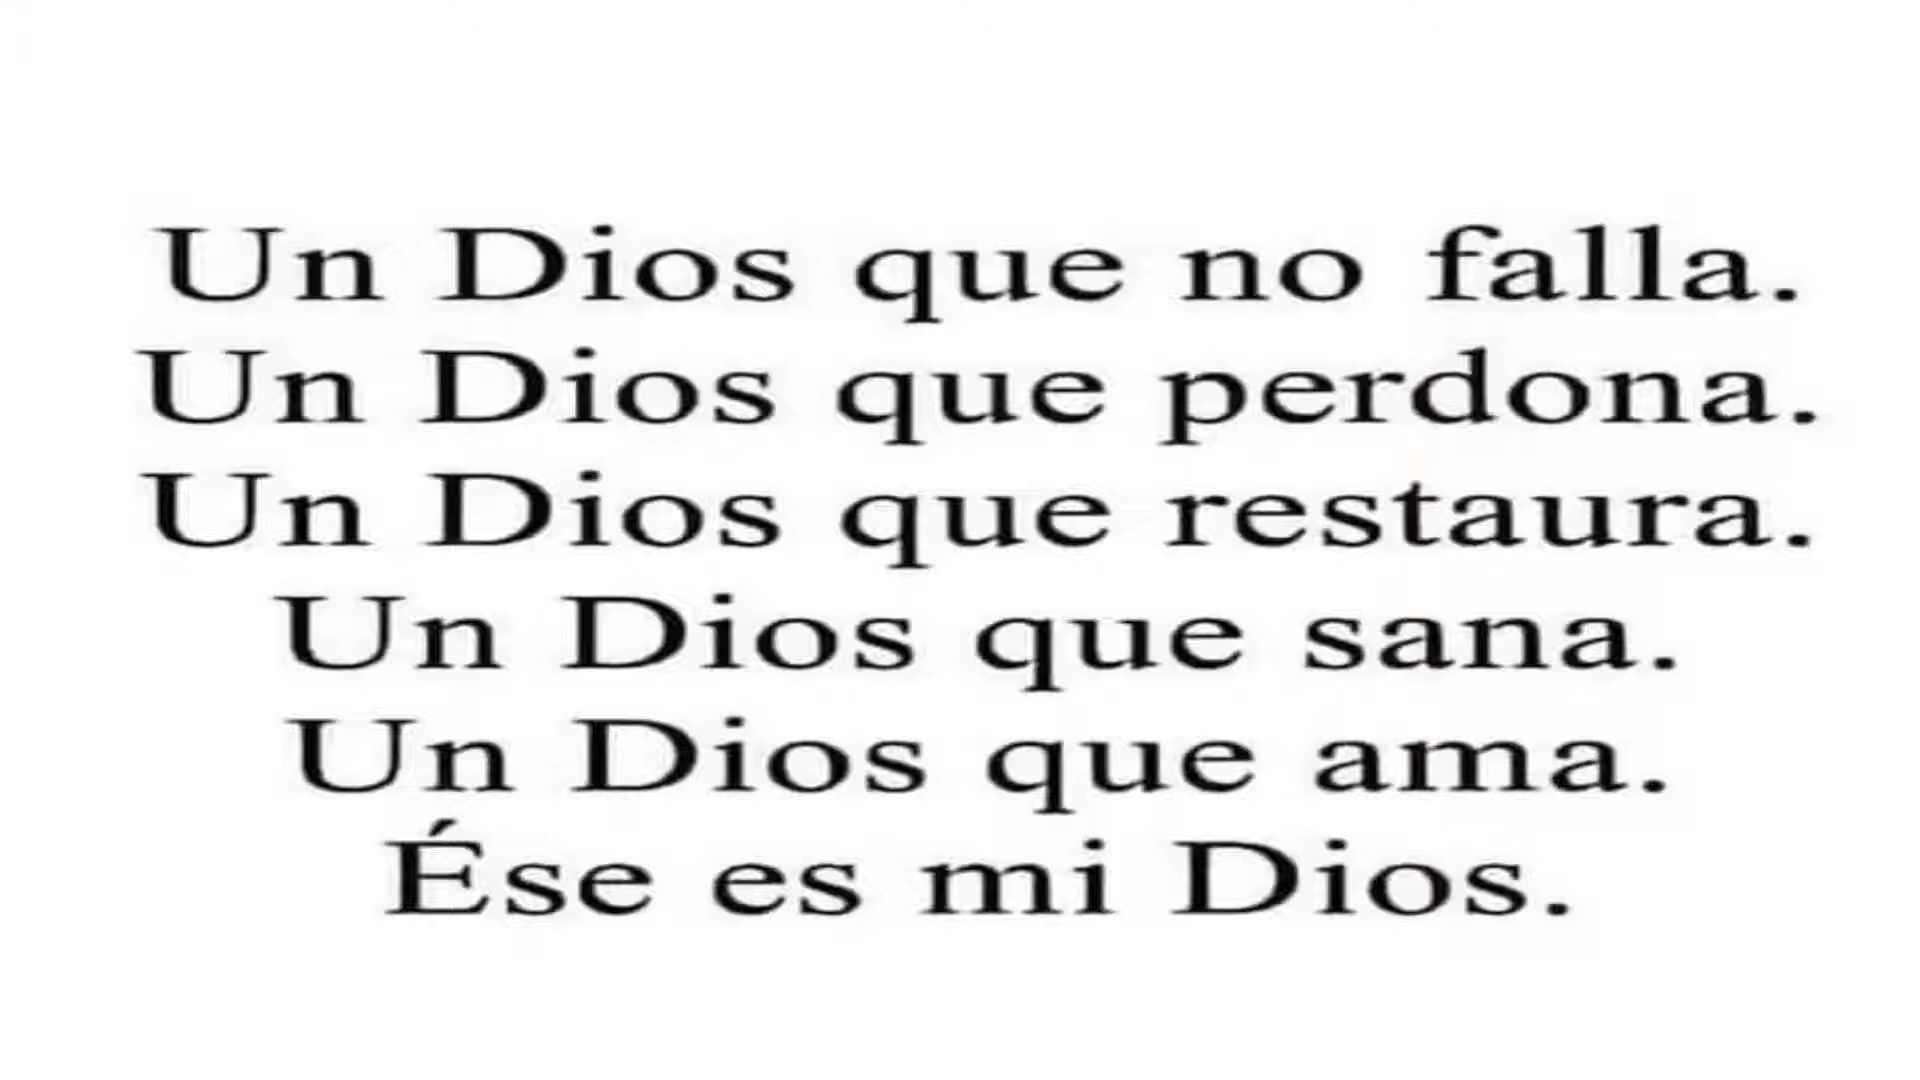 Un Dios que no falla.
Un Dios que perdona.
Un Dios que restaura.
Un Dios que sana.
Un Dios que ama.
Ése es mi Dios.